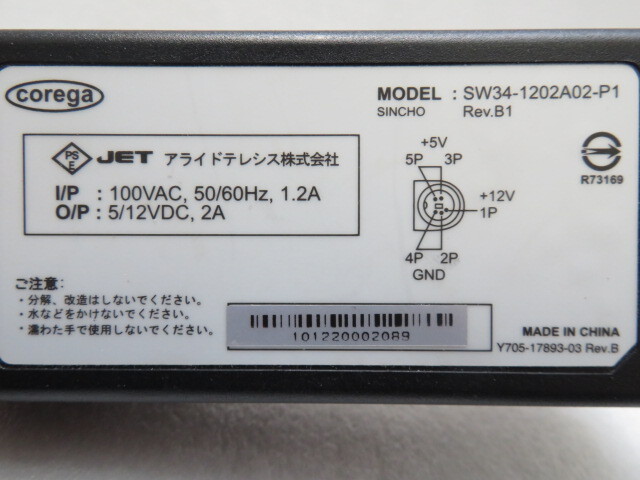 corega
MODEL : SW34-1202A02-P1
SINCHO Rev.B1
PS
E
JET アライドテレシス株式会社
I/P : 100VAC, 50/60Hz, 1.2A
O/P : 5/12VDC, 2A
+5V
5P 3P
+12V
1P
4P 2P
GND
R73169
ご注意:
・分解、改造はしないでください。
・水などをかけないでください。
・濡れた手で使用しないでください。
101220002089
MADE IN CHINA
Y705-17893-03 Rev.B